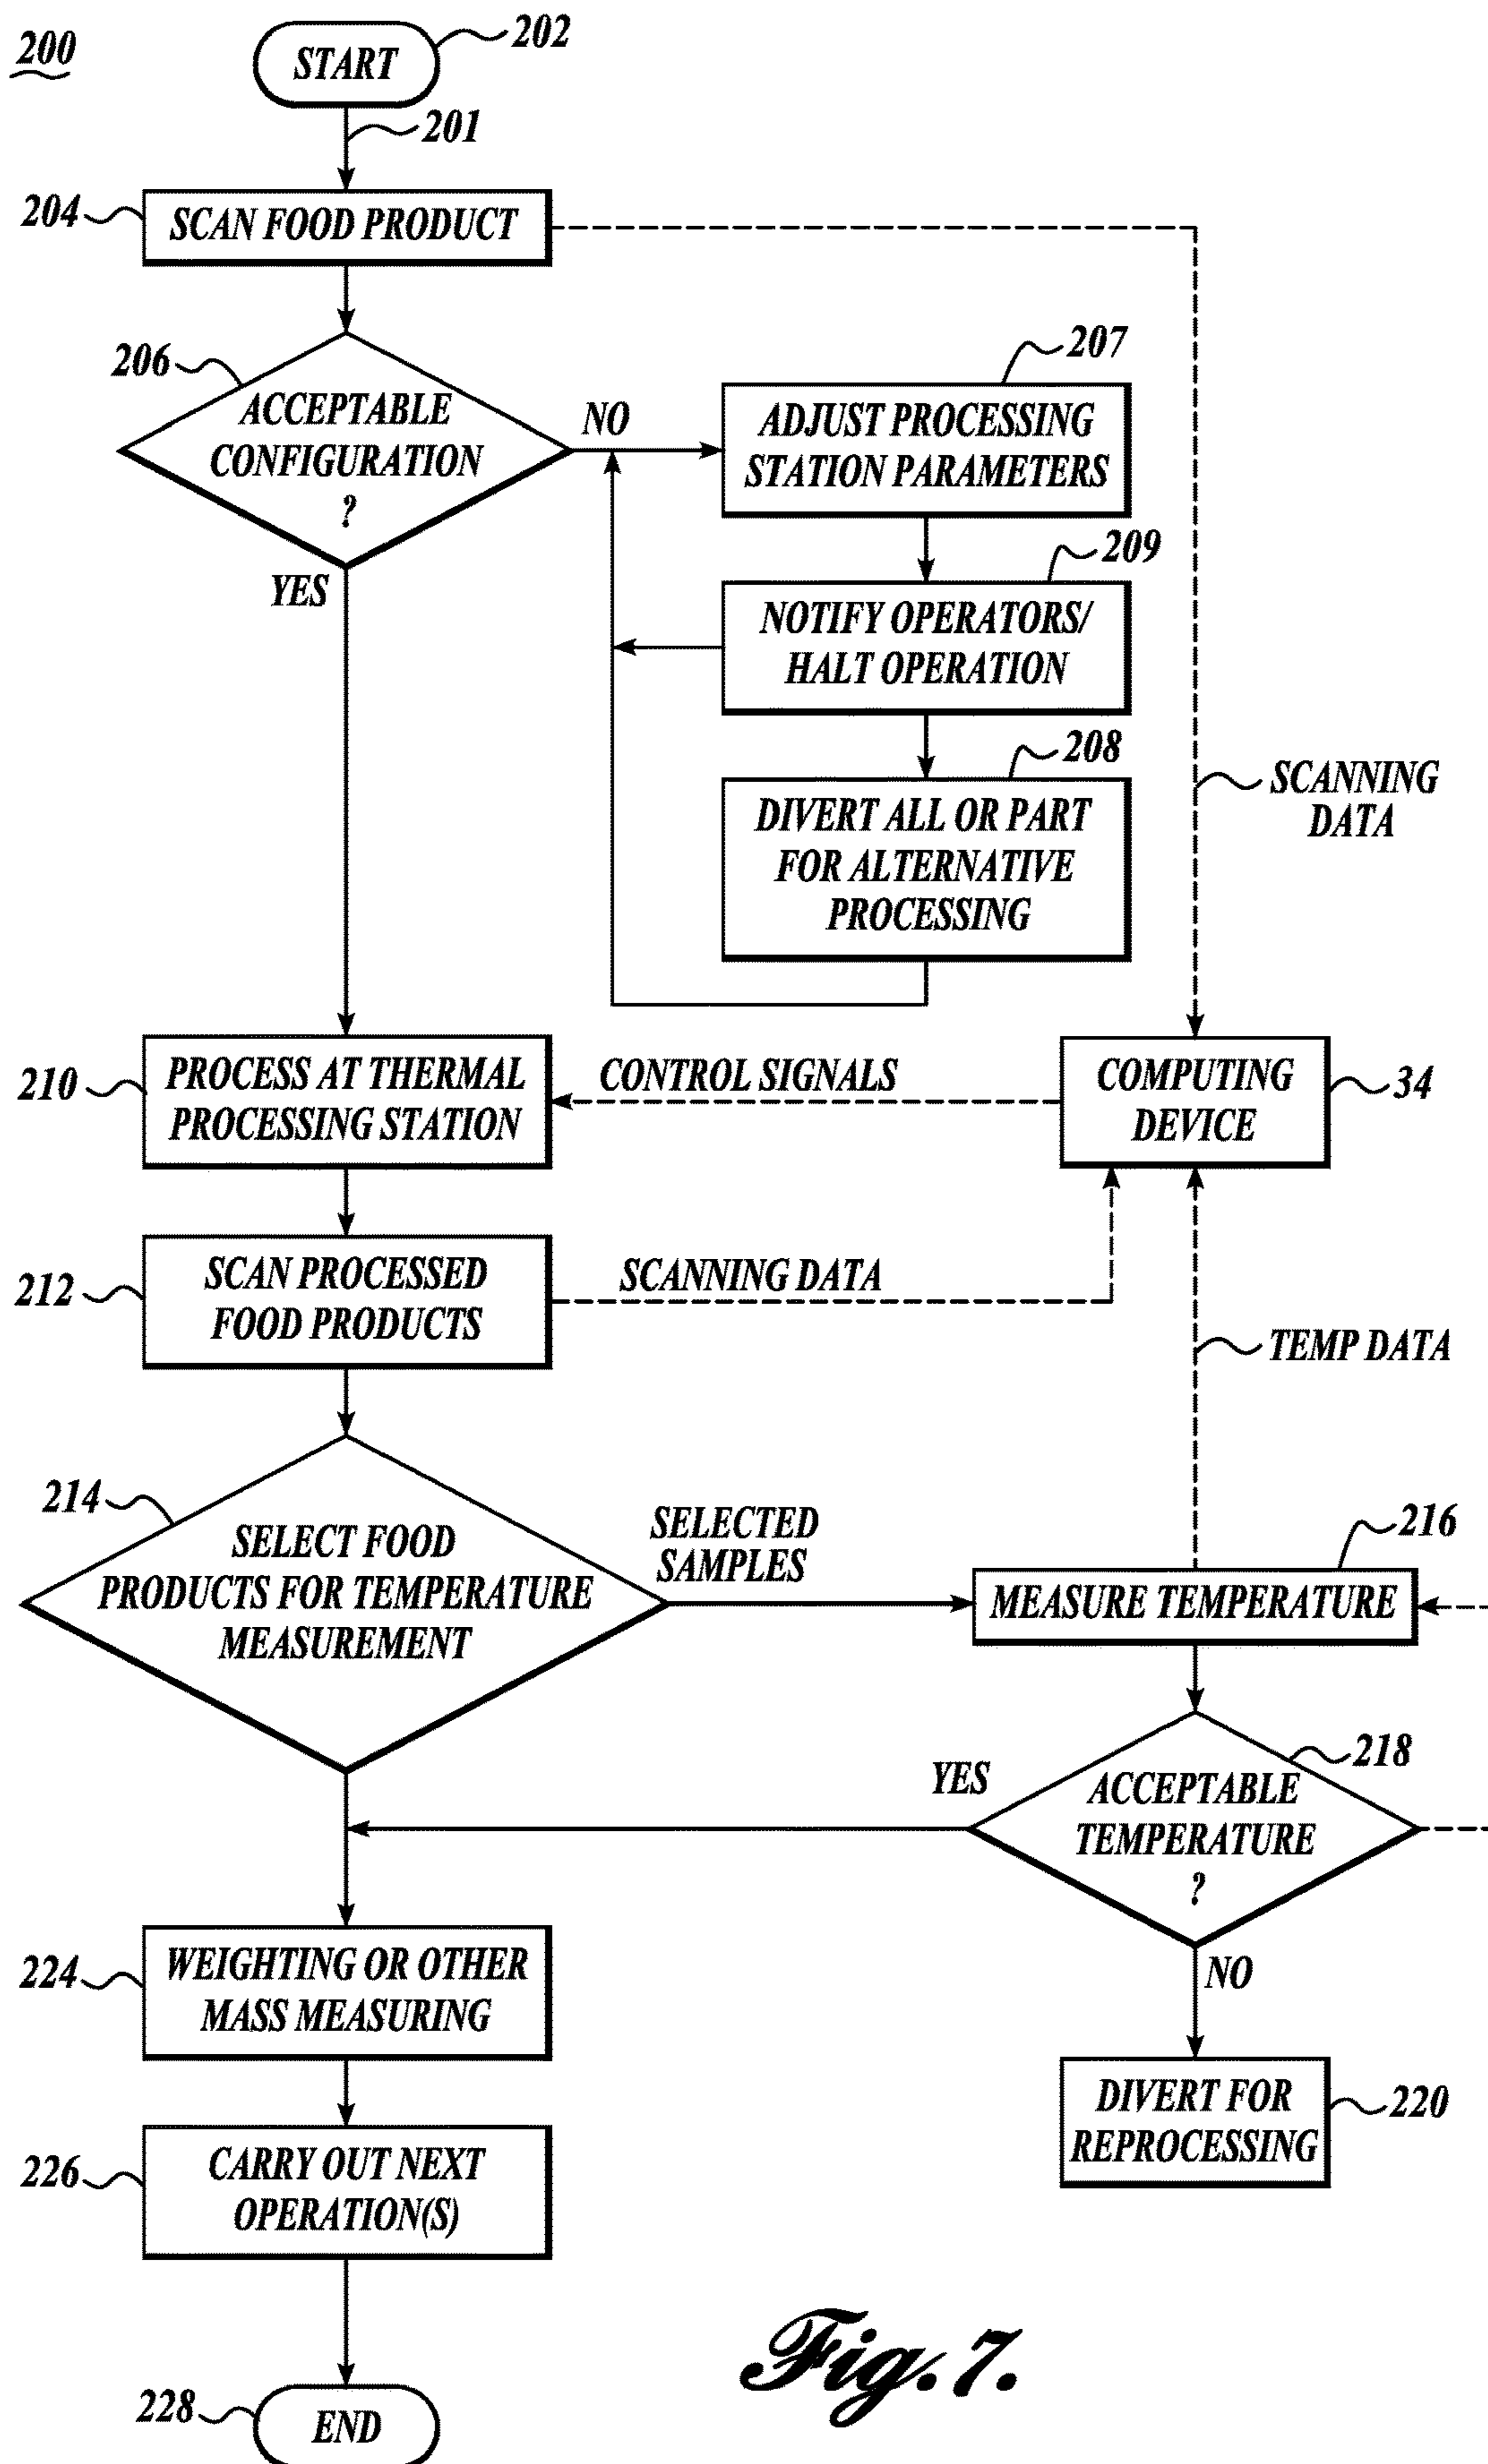 200
START
202
201
204
SCAN FOOD PRODUCT
206
ACCEPTABLE
CONFIGURATION
?
NO
YES
207
ADJUST PROCESSING
STATION PARAMETERS
209
NOTIFY OPERATORS/
HALT OPERATION
208
DIVERT ALL OR PART
FOR ALTERNATIVE
PROCESSING
SCANNING
DATA
210
PROCESS AT THERMAL
PROCESSING STATION
CONTROL SIGNALS
COMPUTING
DEVICE
34
212
SCAN PROCESSED
FOOD PRODUCTS
SCANNING DATA
TEMP DATA
214
SELECT FOOD
PRODUCTS FOR TEMPERATURE
MEASUREMENT
SELECTED
SAMPLES
216
MEASURE TEMPERATURE
218
ACCEPTABLE
TEMPERATURE
?
YES
NO
224
WEIGHTING OR OTHER
MASS MEASURING
220
DIVERT FOR
REPROCESSING
226
CARRY OUT NEXT
OPERATION(S)
228
END
Fig. 7.